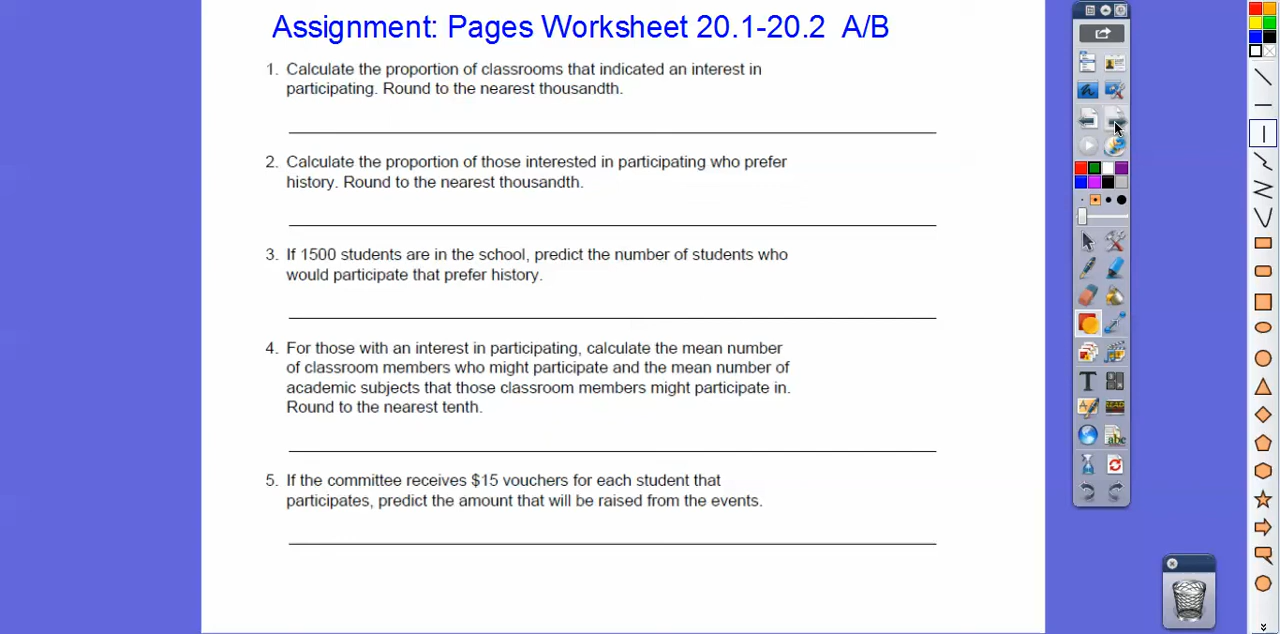 Assignment: Pages Worksheet 20.1-20.2 A/B
1. Calculate the proportion of classrooms that indicated an interest in
participating. Round to the nearest thousandth.
2. Calculate the proportion of those interested in participating who prefer
history. Round to the nearest thousandth.
3. If 1500 students are in the school, predict the number of students who
would participate that prefer history.
4. For those with an interest in participating, calculate the mean number
of classroom members who might participate and the mean number of
academic subjects that those classroom members might participate in.
Round to the nearest tenth.
5. If the committee receives $15 vouchers for each student that
participates, predict the amount that will be raised from the events.